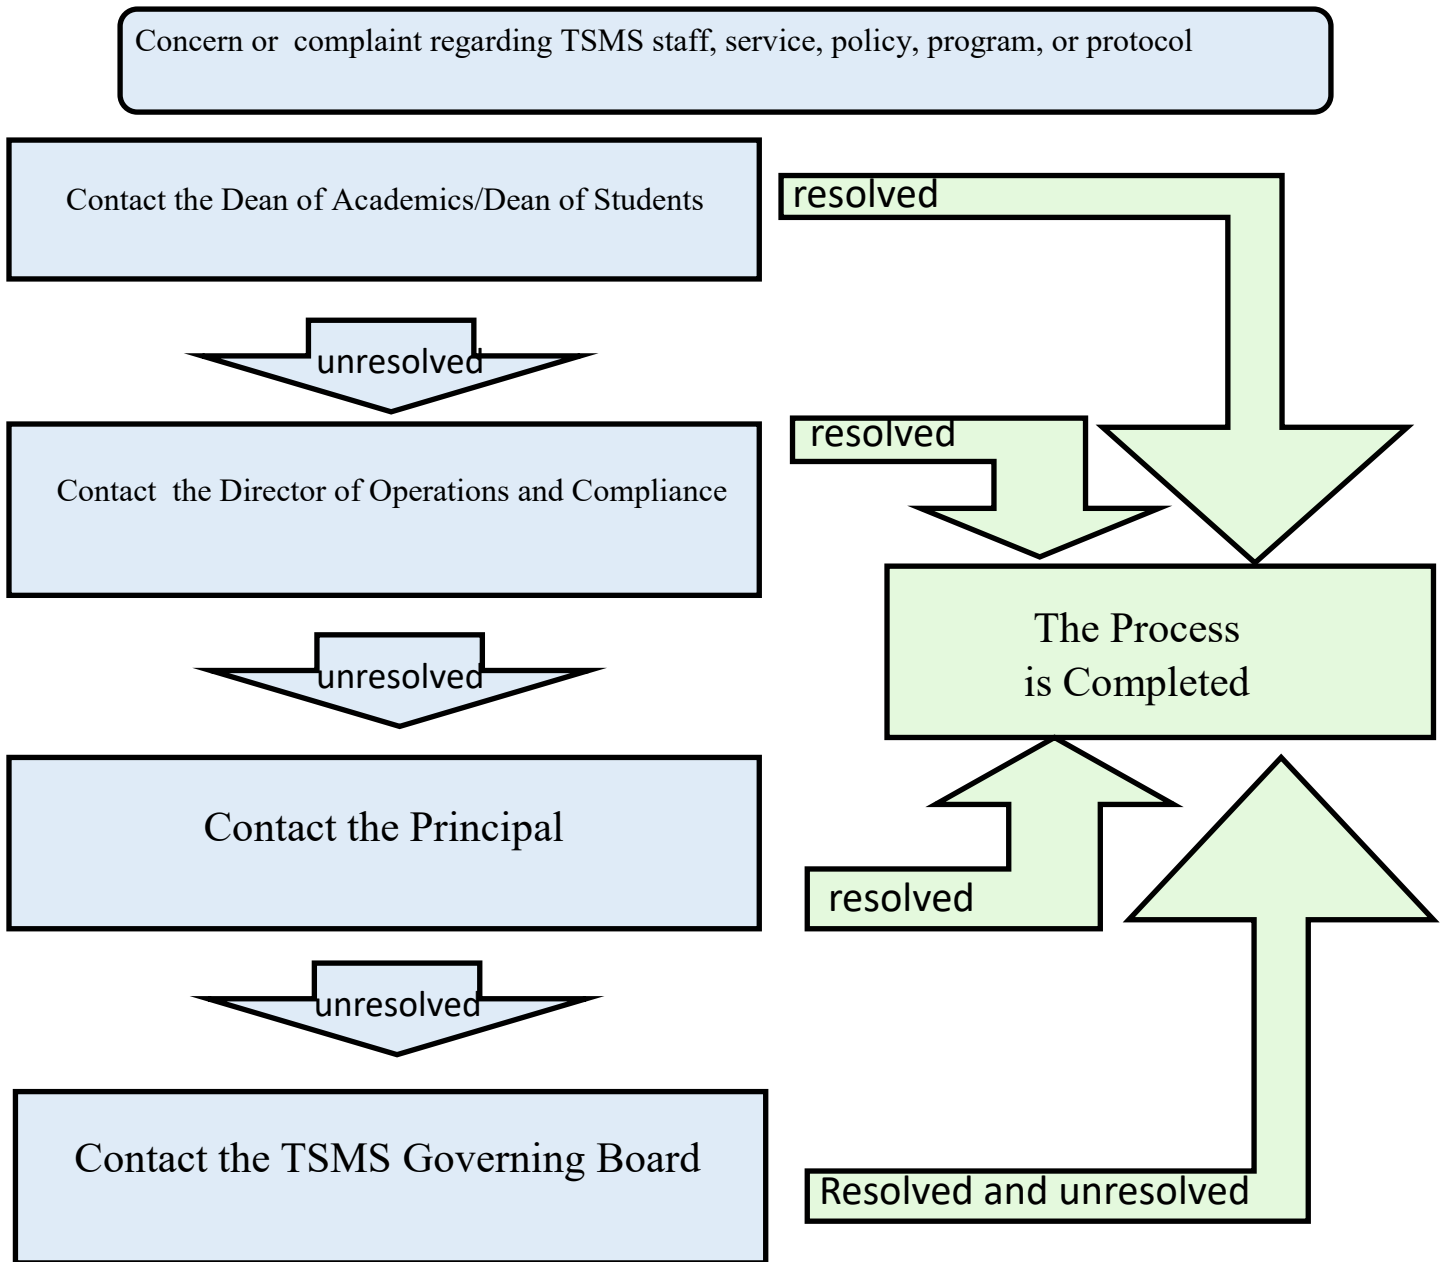 Concern or  complaint regarding TSMS staff, service, policy, program, or protocol
Contact the Dean of Academics/Dean of Students
resolved
unresolved
Contact  the Director of Operations and Compliance
resolved
unresolved
The Process
is Completed
Contact the Principal
resolved
unresolved
Contact the TSMS Governing Board
Resolved and unresolved